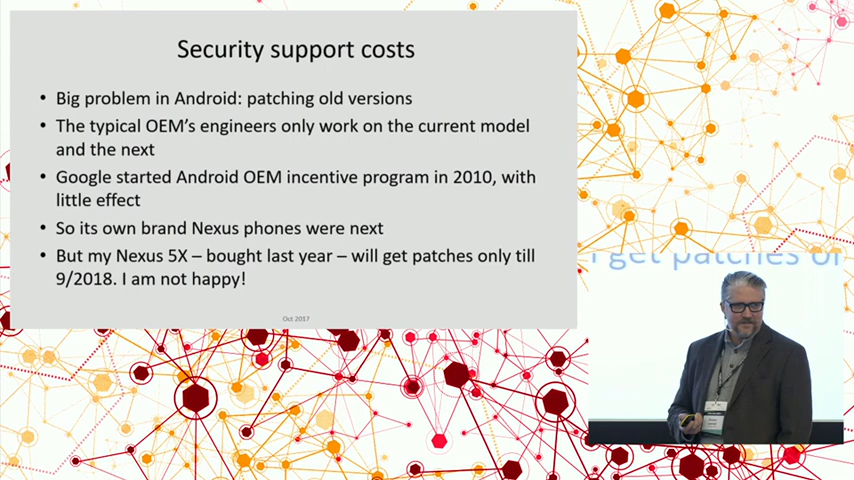 Security support costs
• Big problem in Android: patching old versions
• The typical OEM's engineers only work on the current model
and the next
• Google started Android OEM incentive program in 2010, with
little effect
• So its own brand Nexus phones were next
• But my Nexus 5X – bought last year – will get patches only till
9/2018. I am not happy!
Oct 2017
get patches